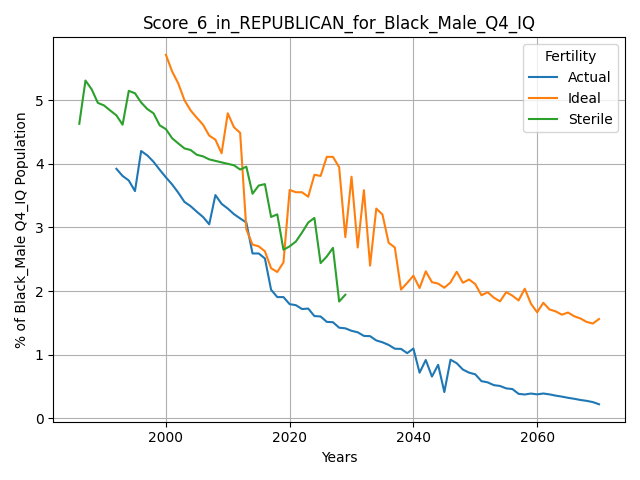 Score_6_in_REPUBLICAN_for_Black_Male_Q4_IQ
Fertility
Actual
Ideal
Sterile
% of Black_Male Q4_IQ Population
5
4
3
2
1
0
2000 2020 2040 2060
Years